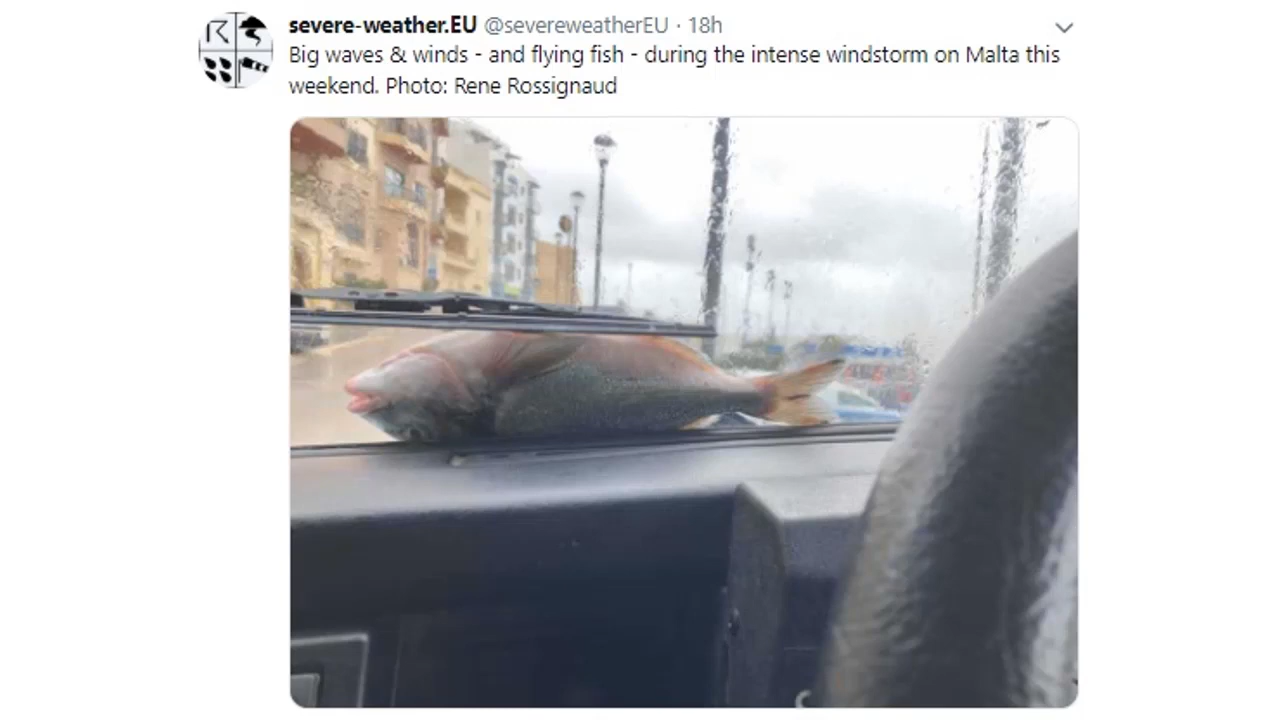 severe-weather.EU @severeweatherEU · 18h
Big waves & winds - and flying fish - during the intense windstorm on Malta this
weekend. Photo: Rene Rossignaud